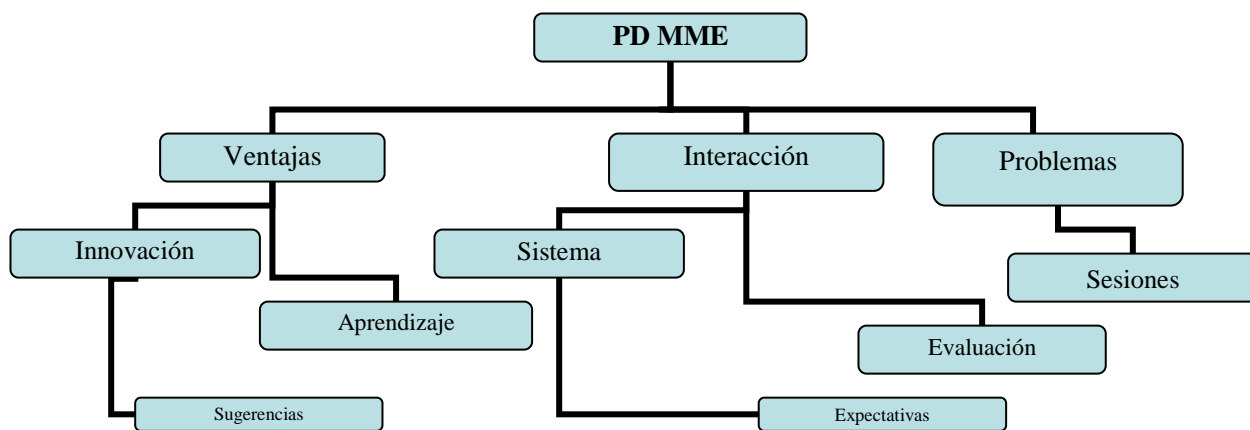 PD MME
Ventajas
Interacción
Problemas
Innovación
Sistema
Sesiones
Aprendizaje
Evaluación
Sugerencias
Expectativas